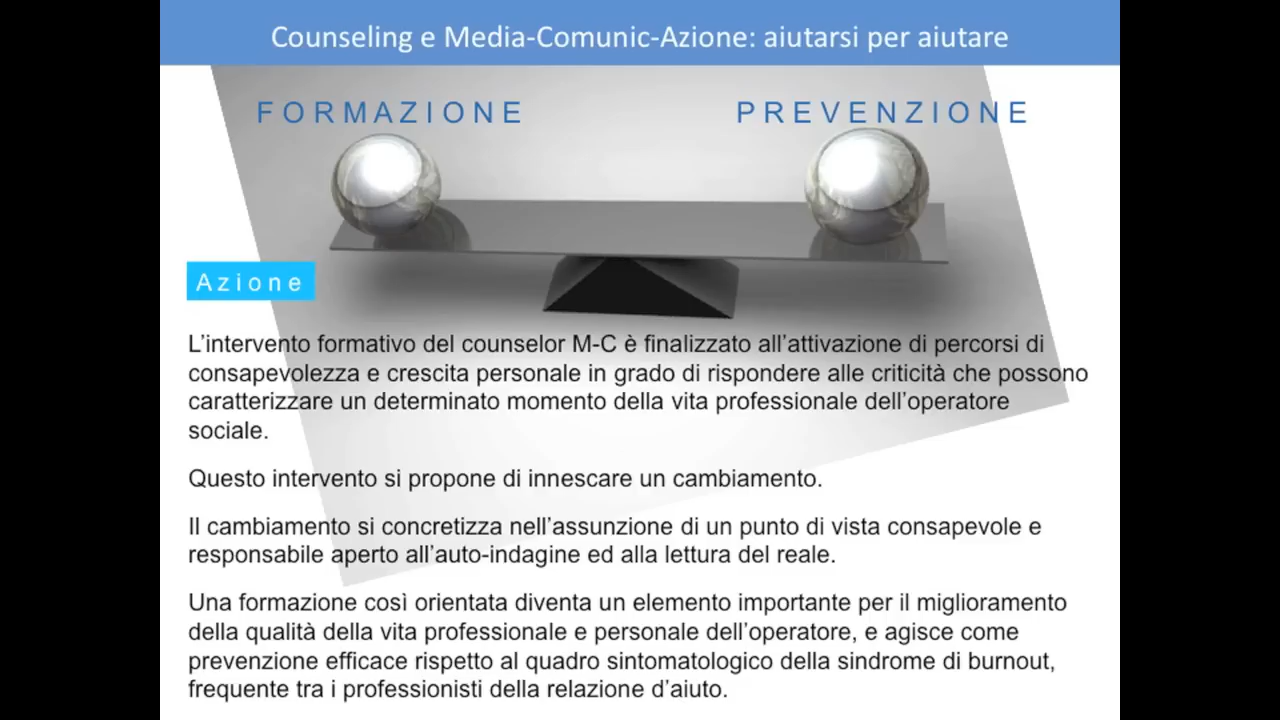 Counseling e Media-Comunic-Azione: aiutarsi per aiutare
FORMAZIONE
PREVENZIONE
Azione
L’intervento formativo del counselor M-C è finalizzato all’attivazione di percorsi di
consapevolezza e crescita personale in grado di rispondere alle criticità che possono
caratterizzare un determinato momento della vita professionale dell’operatore
sociale.
Questo intervento si propone di innescare un cambiamento.
Il cambiamento si concretizza nell’assunzione di un punto di vista consapevole e
responsabile aperto all’auto-indagine ed alla lettura del reale.
Una formazione così orientata diventa un elemento importante per il miglioramento
della qualità della vita professionale e personale dell’operatore, e agisce come
prevenzione efficace rispetto al quadro sintomatologico della sindrome di burnout,
frequente tra i professionisti della relazione d’aiuto.